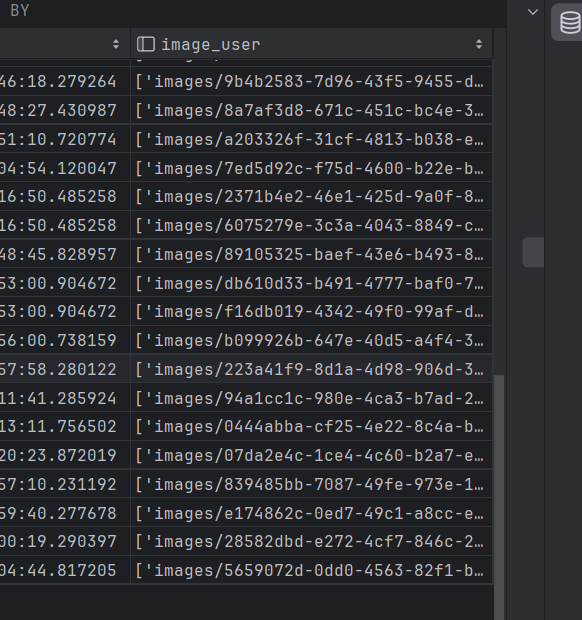 BY
image_user
46:18.279264 ['images/9b4b2583-7d96-43f5-9455-d…
48:27.430987 ['images/8a7af3d8-671c-451c-bc4e-3…
51:10.720774 ['images/a203326f-31cf-4813-b038-e…
04:54.120047 ['images/7ed5d92c-f75d-4600-b22e-b…
16:50.485258 ['images/2371b4e2-46e1-425d-9a0f-8…
16:50.485258 ['images/6075279e-3c3a-4043-8849-c…
48:45.828957 ['images/89105325-baef-43e6-b493-8…
53:00.904672 ['images/db610d33-b491-4777-baf0-7…
53:00.904672 ['images/f16db019-4342-49f0-99af-d…
56:00.738159 ['images/b099926b-647e-40d5-a4f4-3…
57:58.280122 ['images/223a41f9-8d1a-4d98-906d-3…
11:41.285924 ['images/94a1cc1c-980e-4ca3-b7ad-2…
13:11.756502 ['images/0444abba-cf25-4e22-8c4a-b…
20:23.872019 ['images/07da2e4c-1ce4-4c60-b2a7-e…
57:10.231192 ['images/839485bb-7087-49fe-973e-1…
59:40.277678 ['images/e174862c-0ed7-49c1-a8cc-e…
00:19.290397 ['images/28582dbd-e272-4cf7-846c-2…
04:44.817205 ['images/5659072d-0dd0-4563-82f1-b…